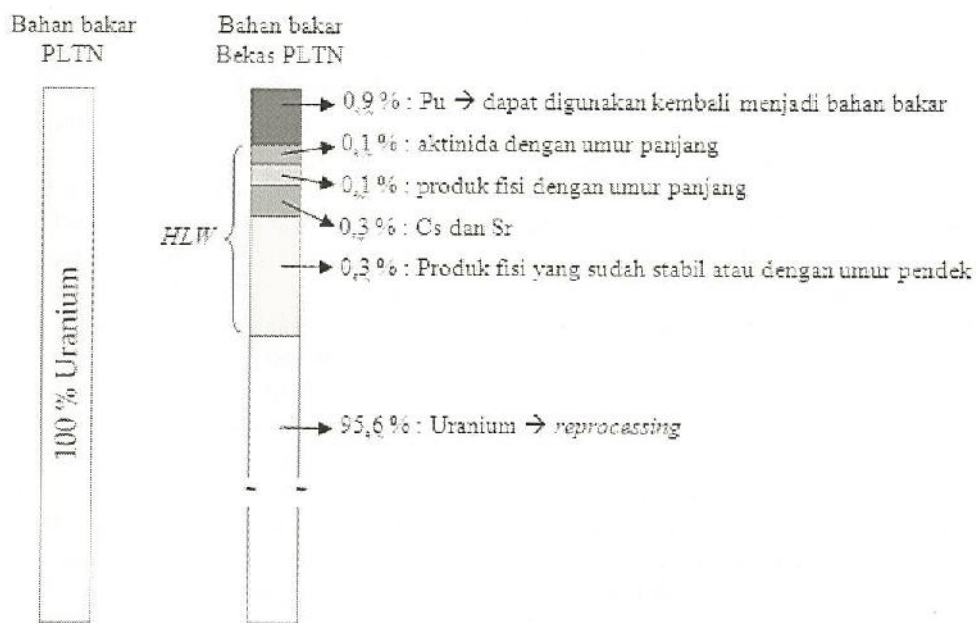 Bahan bakar
PLTN
Bahan bakar
Bekas PLTN
0,9 % : Pu → dapat digunakan kembali menjadi bahan bakar
0,1 % : aktinida dengan umur panjang
0,1 % : produk fisi dengan umur panjang
0,3 % : Cs dan Sr
HLW
0,3 % : Produk fisi yang sudah stabil atau dengan umur pendek
100 % Uranium
95,6 % : Uranium → reprocessing